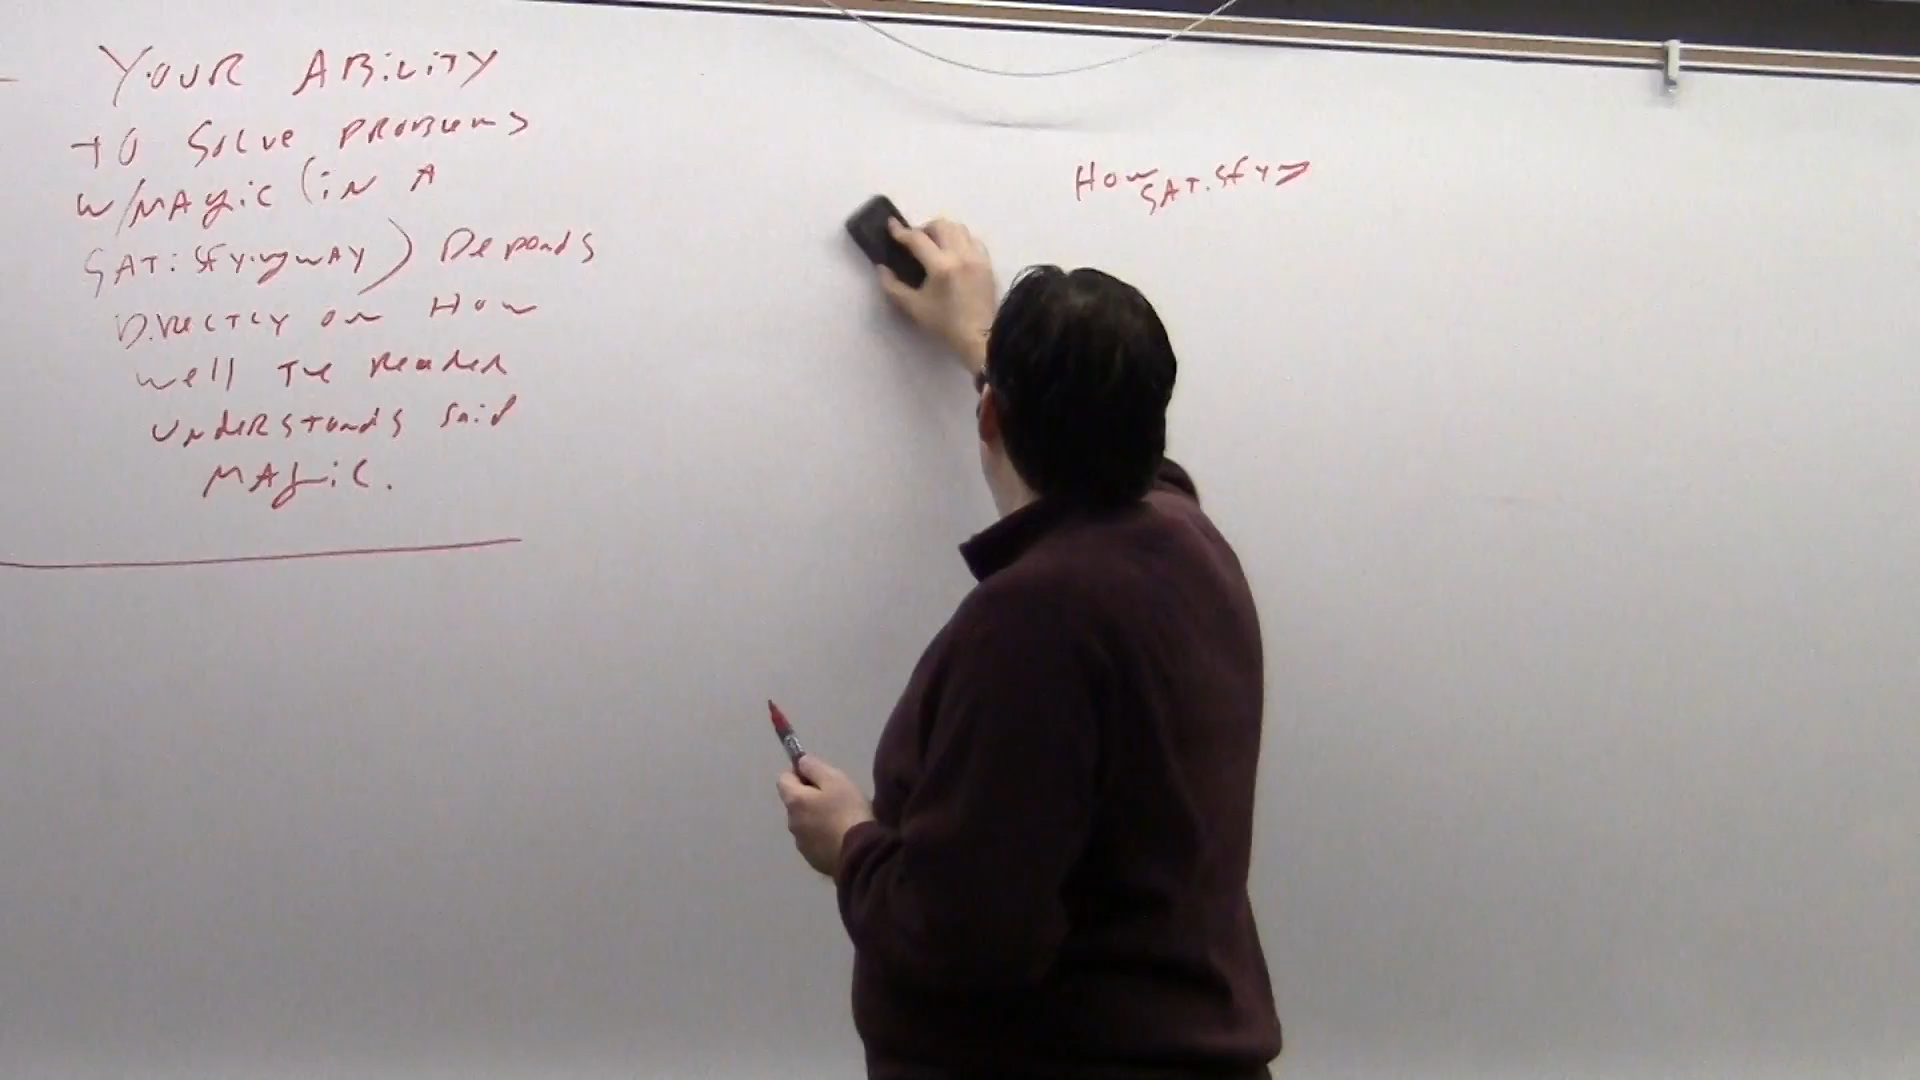 YOUR ABiLiTY
TO SOLVE PROBLEMS
W/MAGiC (iN A
SATiSFYiNG WAY) DePeNdS
DiRECTLY ON HOW
Well THE ReAdeR
UNdeRSTANdS SAid
MAGiC.
HOW
SATiSFY